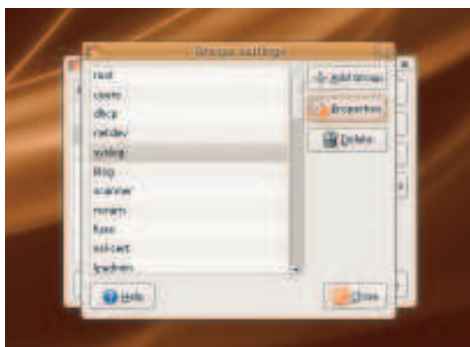 Groups settings
root
users
dhcp
netdev
syslog
klog
scanner
nvram
fuse
ssl-cert
lpadmin
Add Group
Properties
Delete
Help
Close